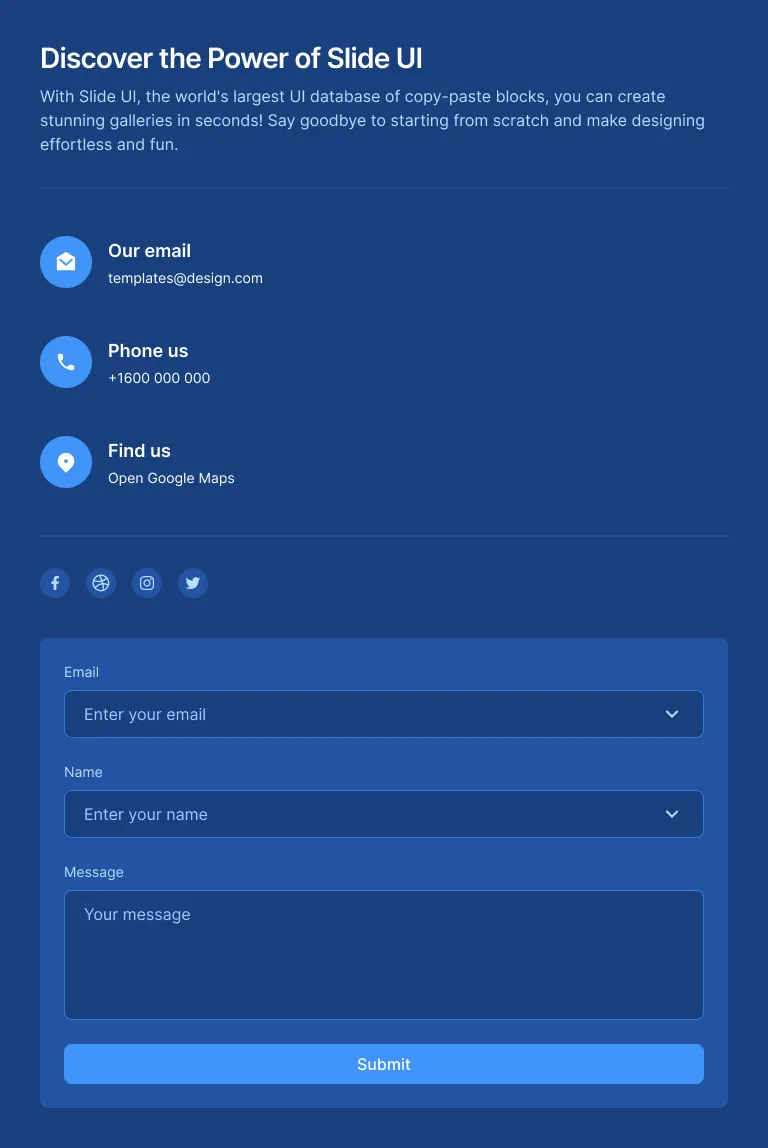 Discover the Power of Slide UI
With Slide UI, the world's largest UI database of copy-paste blocks, you can create
stunning galleries in seconds! Say goodbye to starting from scratch and make designing
effortless and fun.
Our email
templates@design.com
Phone us
+1600 000 000
Find us
Open Google Maps
Email
Enter your email
Name
Enter your name
Message
Your message
Submit